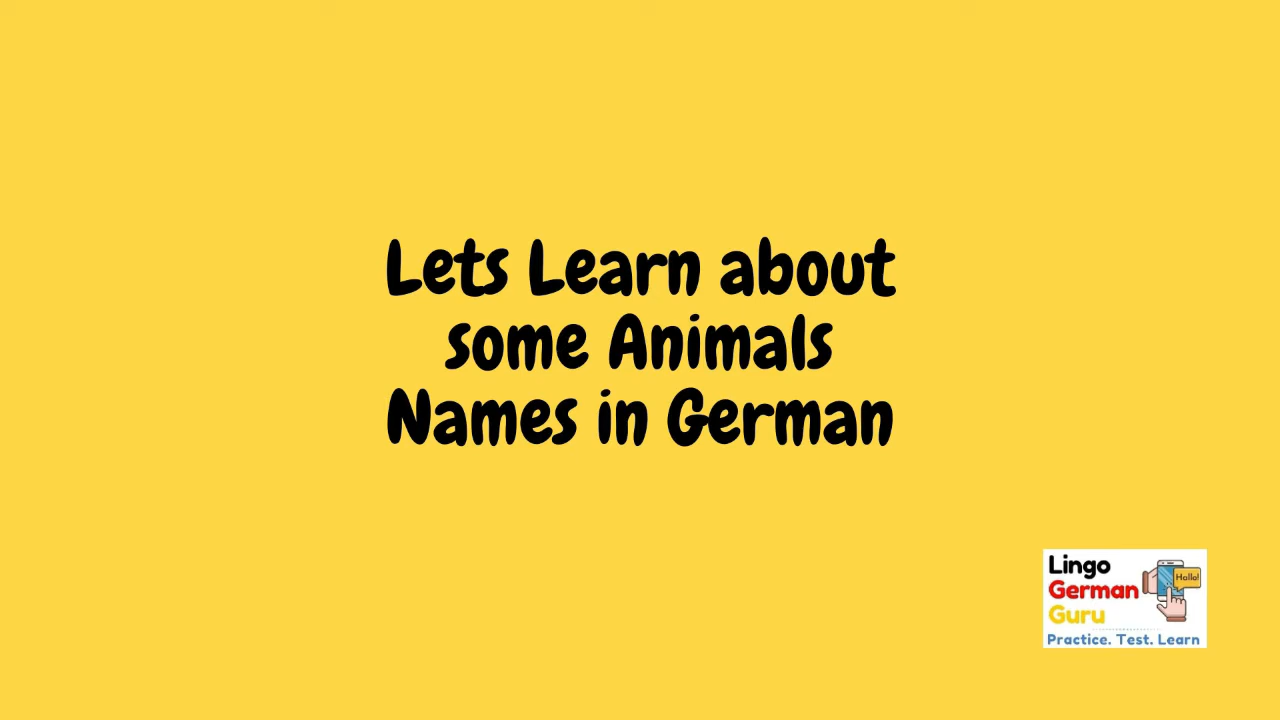 Lets Learn about
some Animals
Names in German
Lingo
German
Guru
Hallo!
Practice. Test. Learn